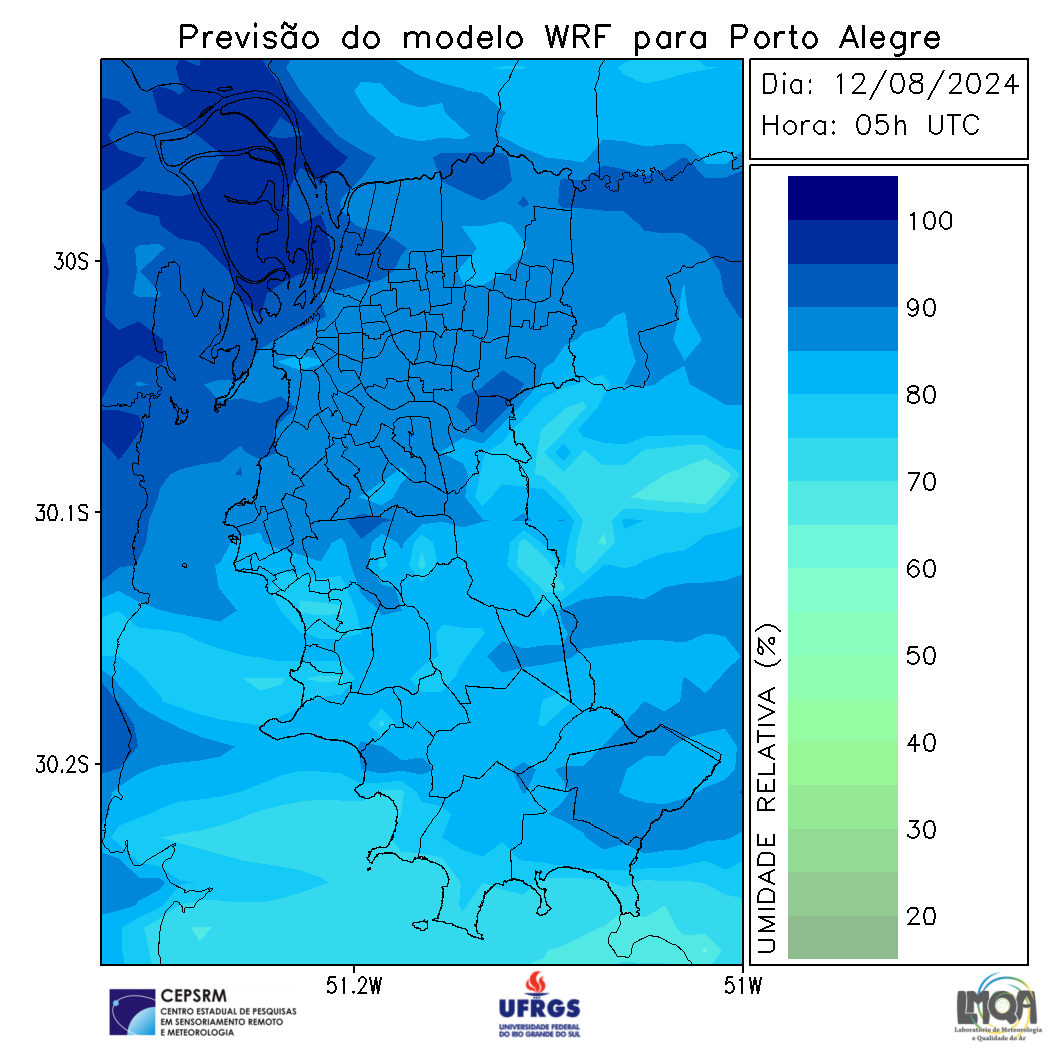 Previsão do modelo WRF para Porto Alegre
Dia: 12/08/2024
Hora: 05h UTC
100
90
80
70
60
50
40
30
20
UMIDADE RELATIVA (%)
30S
30.1S
30.2S
51.2W
51W
CEPSRM
CENTRO ESTADUAL DE PESQUISAS
EM SENSORIAMENTO REMOTO
E METEOROLOGIA
UFRGS
UNIVERSIDADE FEDERAL
DO RIO GRANDE DO SUL
LMQA
Laboratório de Meteorologia
e Qualidade do Ar